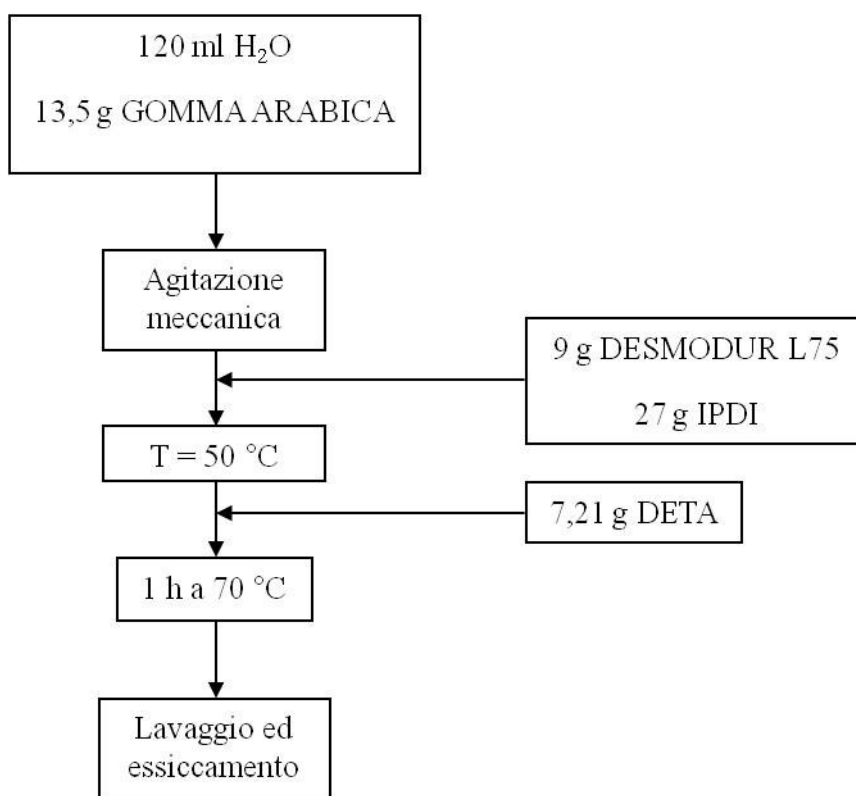 120 ml H₂O
13,5 g GOMMA ARABICA
Agitazione
meccanica
9 g DESMODUR L75
27 g IPDI
T = 50 °C
7,21 g DETA
1 h a 70 °C
Lavaggio ed
essiccamento